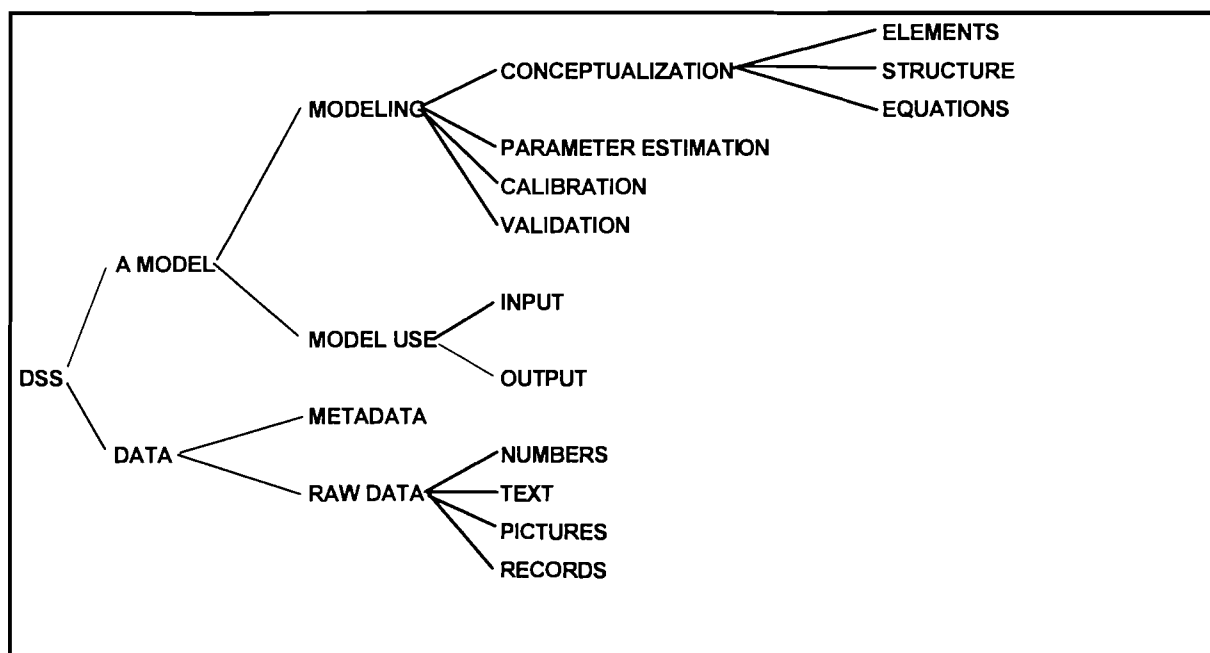 ELEMENTS
CONCEPTUALIZATION
STRUCTURE
MODELING
EQUATIONS
PARAMETER ESTIMATION
CALIBRATION
VALIDATION
A MODEL
INPUT
MODEL USE
DSS
OUTPUT
METADATA
DATA
NUMBERS
RAW DATA
TEXT
PICTURES
RECORDS